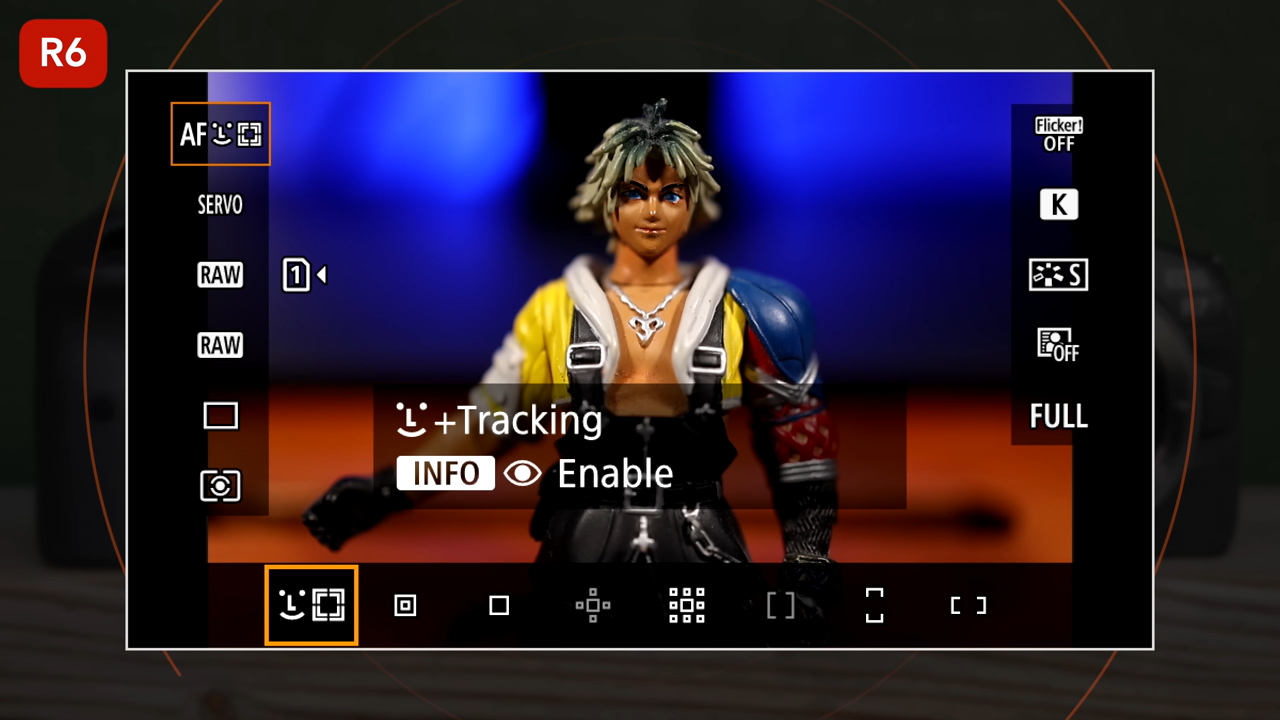 R6
AF
SERVO
RAW
1
RAW
Flicker!
OFF
K
S
OFF
FULL
+Tracking
INFO Enable